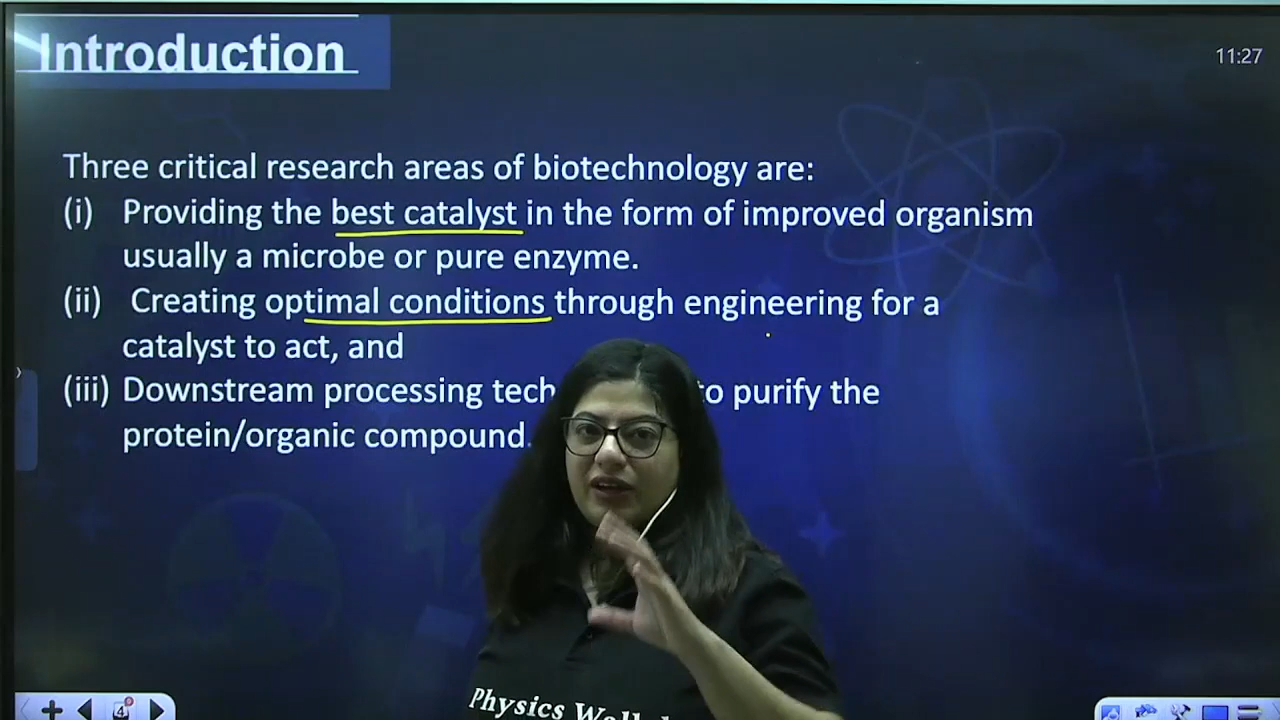 Introduction
11:27
Three critical research areas of biotechnology are:
(i) Providing the best catalyst in the form of improved organism
usually a microbe or pure enzyme.
(ii) Creating optimal conditions through engineering for a
catalyst to act, and
(iii) Downstream processing to purify the
protein/organic compound.
Physics
4